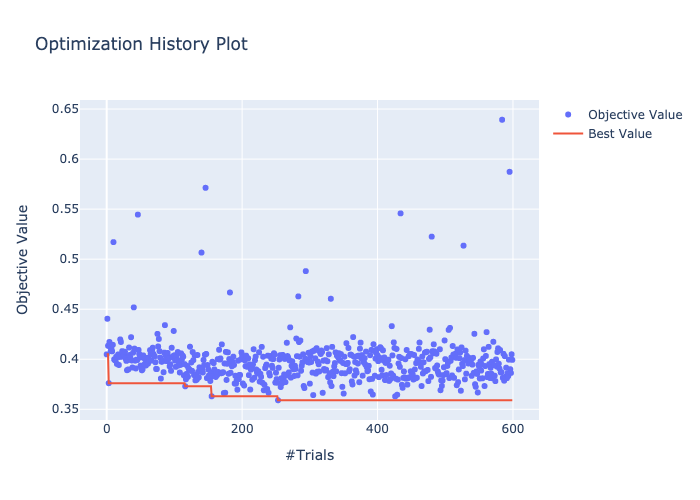 Optimization History Plot
Objective Value
Best Value
0.65
0.6
0.55
0.5
0.45
0.4
0.35
Objective Value
0
200
400
600
#Trials